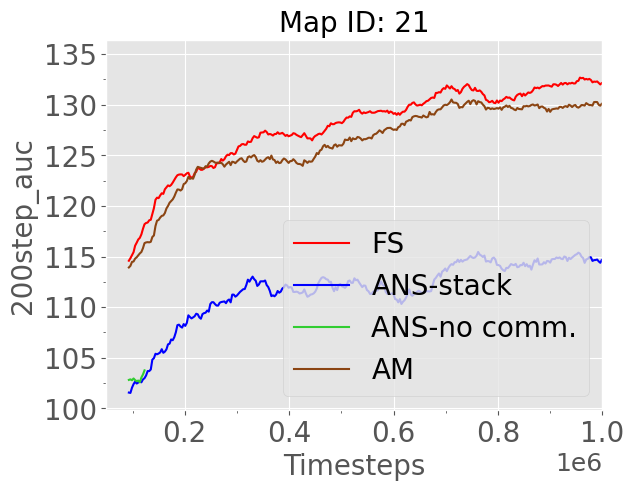 Map ID: 21
200step_auc
135
130
125
120
115
110
105
100
FS
ANS-stack
ANS-no comm.
AM
0.2
0.4
0.6
0.8
1.0
Timesteps
1e6